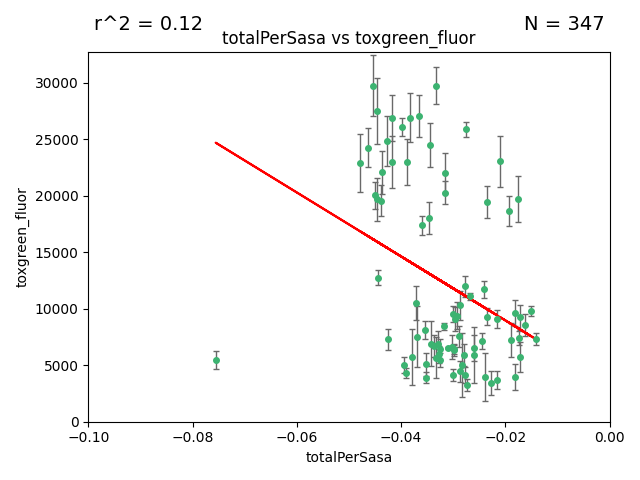 r^2 = 0.12
N = 347
totalPerSasa vs toxgreen_fluor
30000
25000
20000
15000
10000
5000
0
toxgreen_fluor
−0.10
−0.08
−0.06
−0.04
−0.02
0.00
totalPerSasa